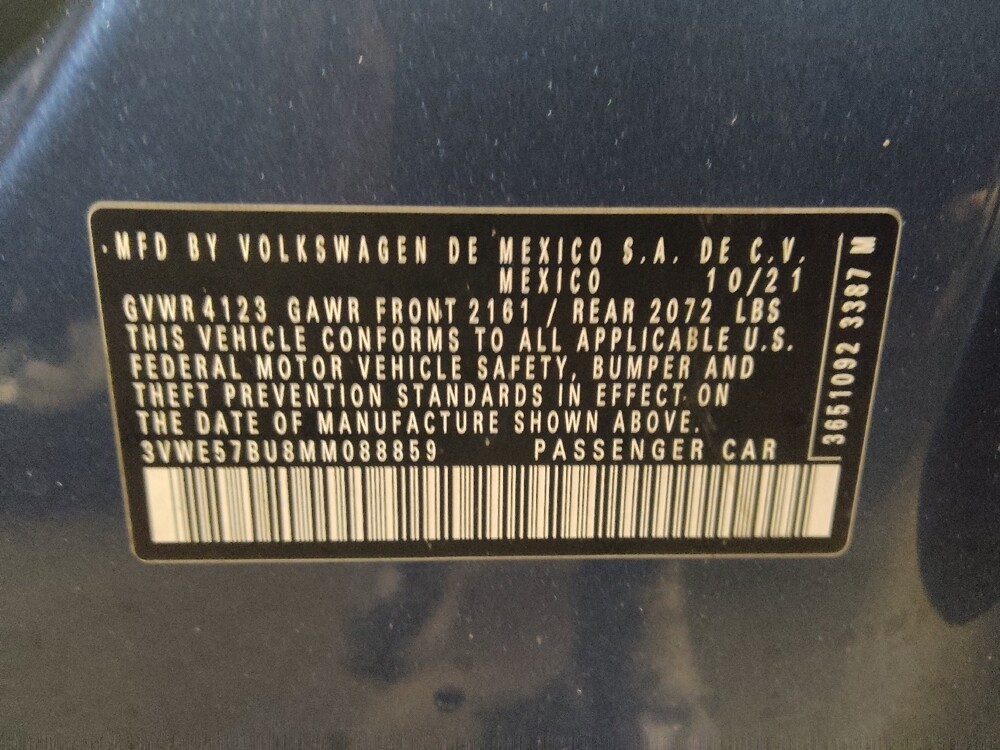 MFD BY VOLKSWAGEN DE MEXICO S.A. DE C.V.
MEXICO 10/21
GVWR 4123 GAWR FRONT 2161 / REAR 2072 LBS
THIS VEHICLE CONFORMS TO ALL APPLICABLE U.S.
FEDERAL MOTOR VEHICLE SAFETY, BUMPER AND
THEFT PREVENTION STANDARDS IN EFFECT ON
THE DATE OF MANUFACTURE SHOWN ABOVE.
3VWE57BU8MM088859 PASSENGER CAR
3651092 3387 M